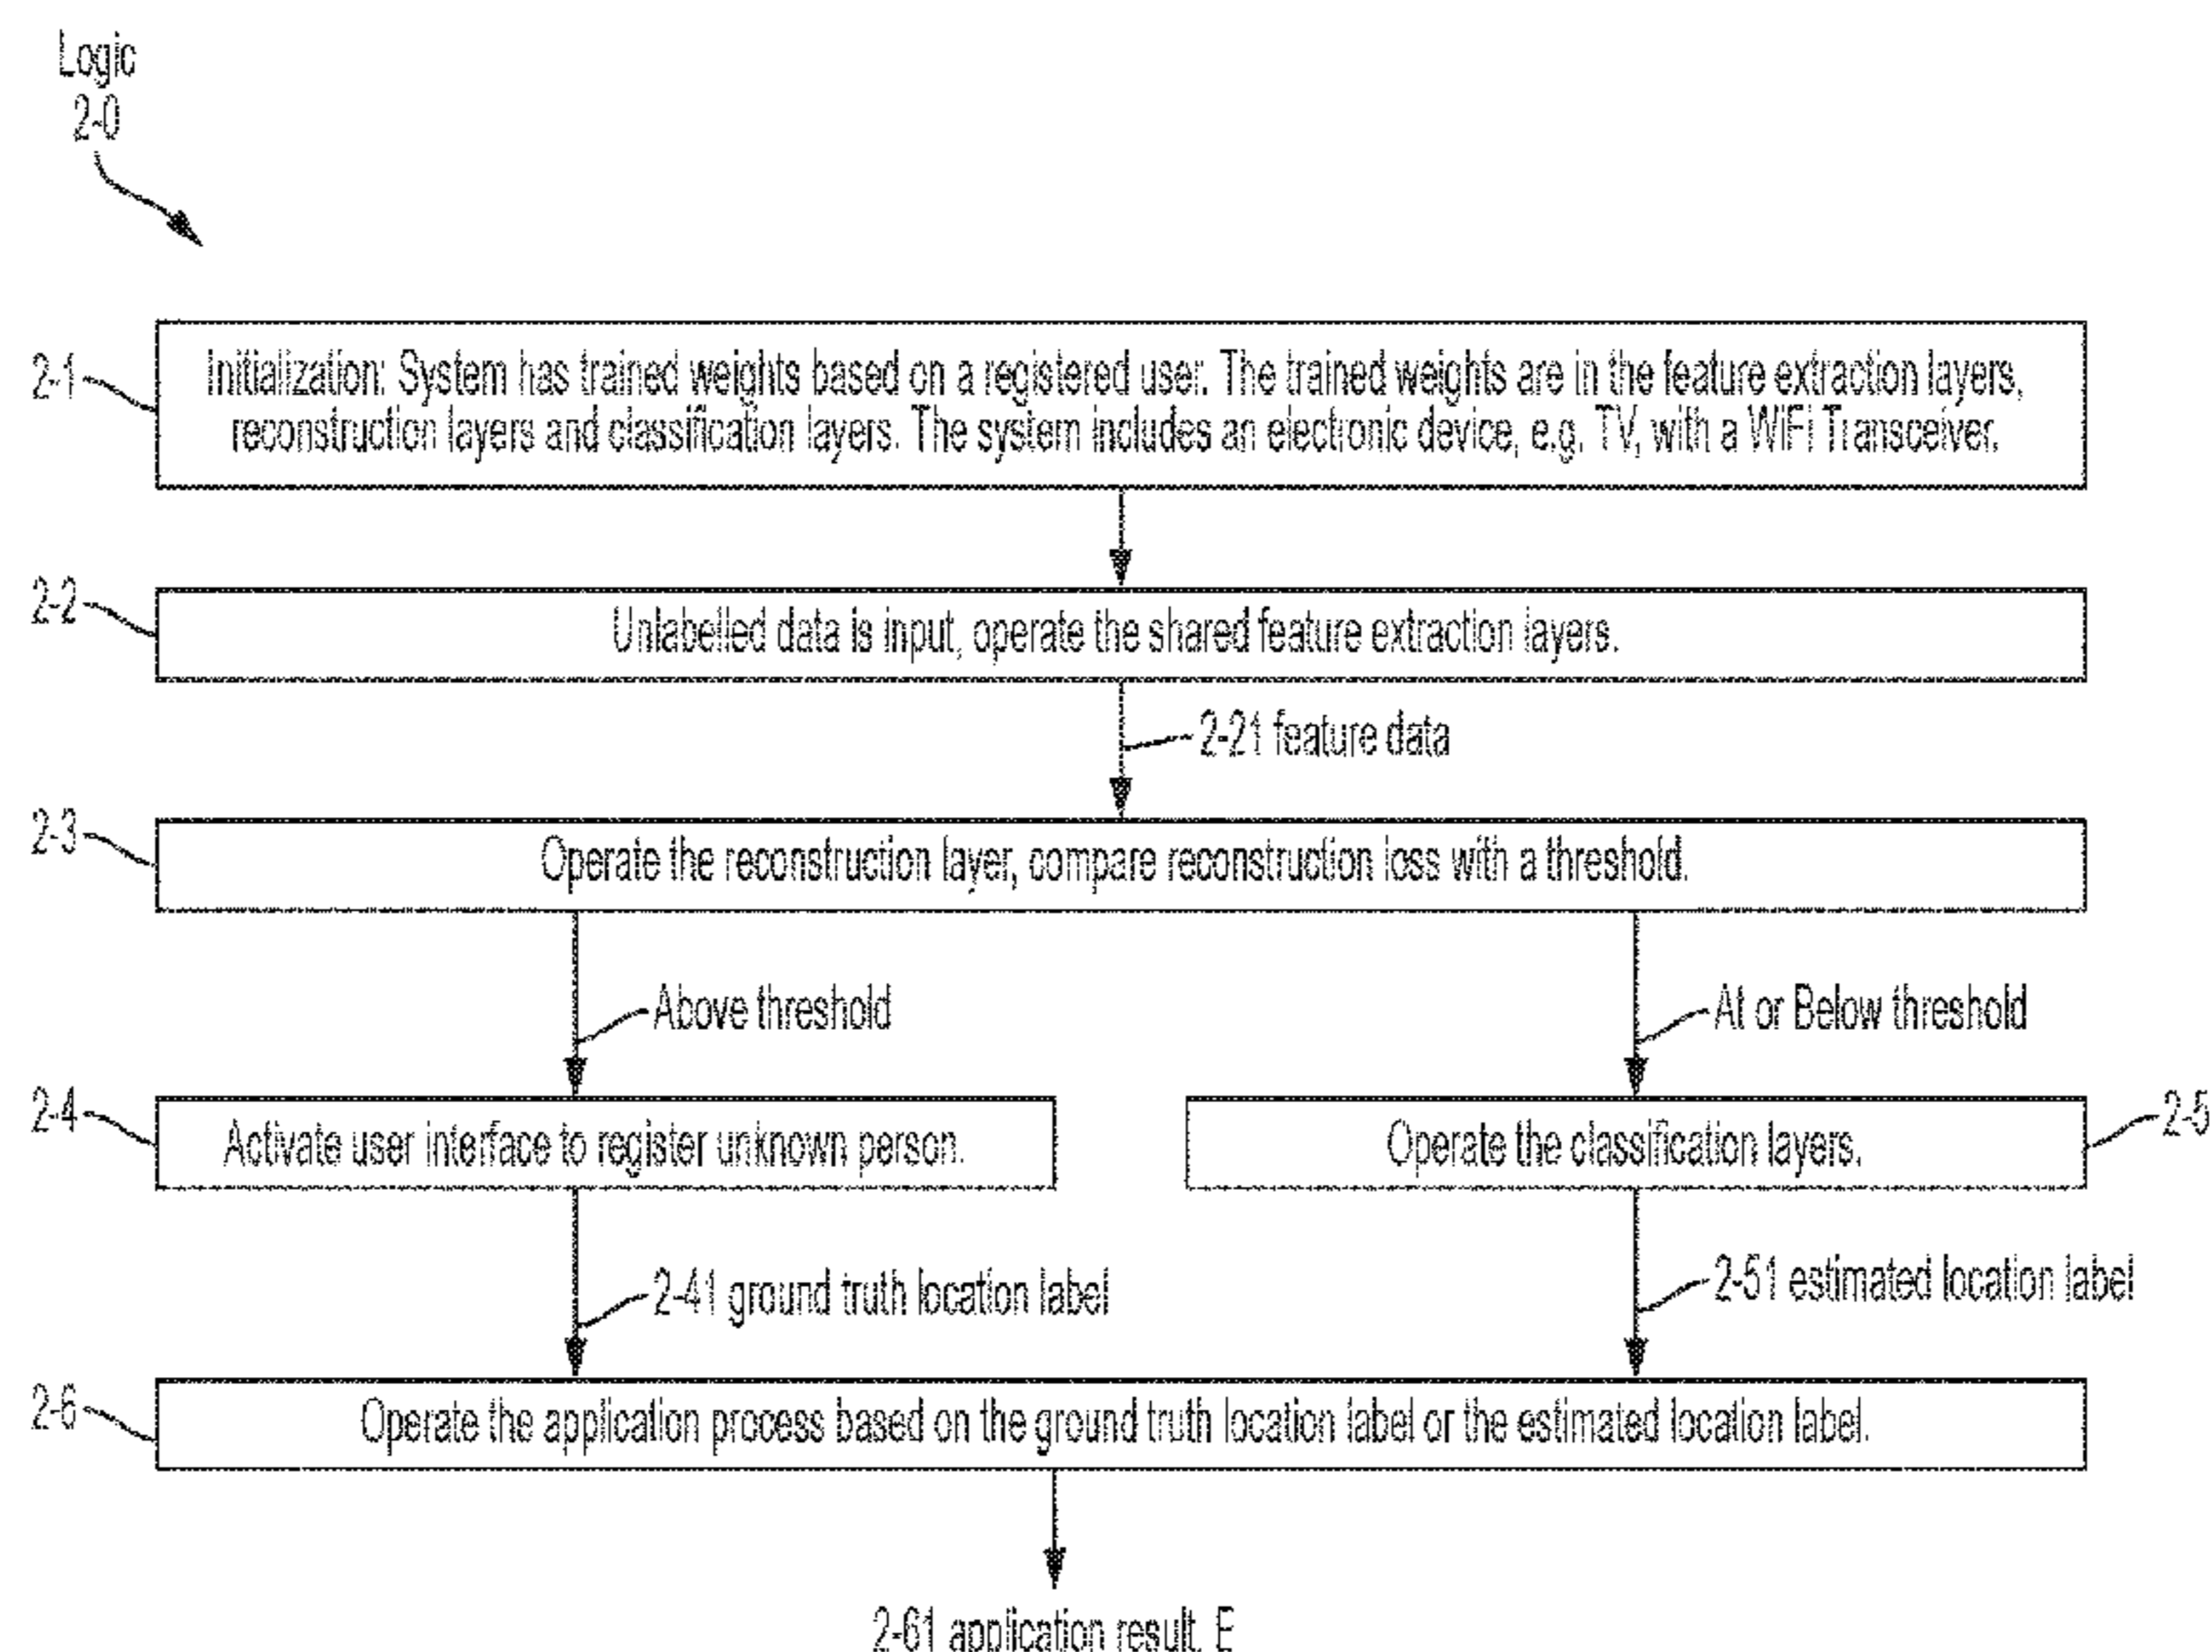 Logic
2-0
2-1
Initialization: System has trained weights based on a registered user. The trained weights are in the feature extraction layers,
reconstruction layers and classification layers. The system includes an electronic device, e.g. TV, with a WiFi Transceiver.
2-2
Unlabelled data is input, operate the shared feature extraction layers.
2-21 feature data
2-3
Operate the reconstruction layer, compare reconstruction loss with a threshold.
Above threshold
At or Below threshold
2-4
Activate user interface to register unknown person.
Operate the classification layers.
2-5
2-41 ground truth location label
2-51 estimated location label
2-6
Operate the application process based on the ground truth location label or the estimated location label.
2-61 application result, E